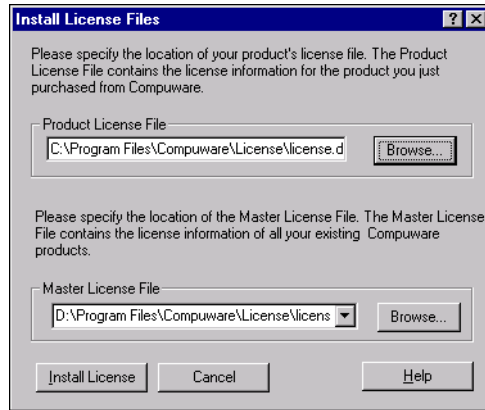 Install License Files
Please specify the location of your product's license file. The Product
License File contains the license information for the product you just
purchased from Compuware.
Product License File
C:\Program Files\Compuware\License\license.d
Browse...
Please specify the location of the Master License File. The Master License
File contains the license information of all your existing Compuware
products.
Master License File
D:\Program Files\Compuware\License\licens
Browse...
Install License
Cancel
Help